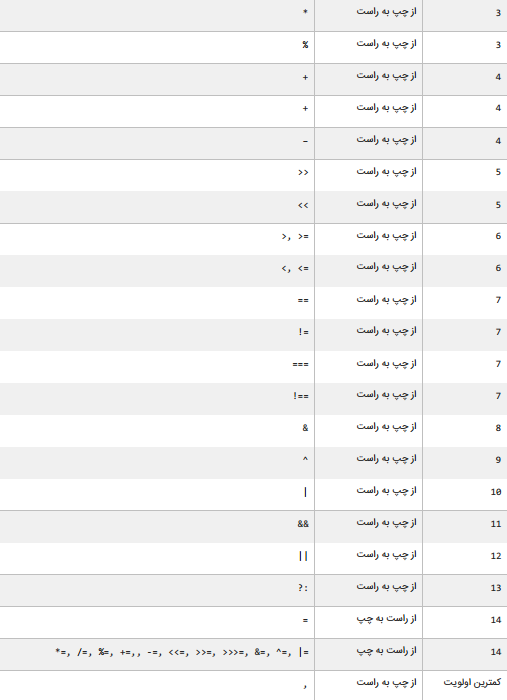 3 از چپ به راست *
3 از چپ به راست %
4 از چپ به راست +
4 از چپ به راست +
4 از چپ به راست -
5 از چپ به راست >>
5 از چپ به راست <<
6 از چپ به راست >, >=
6 از چپ به راست <, <=
7 از چپ به راست ==
7 از چپ به راست !=
7 از چپ به راست ===
7 از چپ به راست !==
8 از چپ به راست &
9 از چپ به راست ^
10 از چپ به راست |
11 از چپ به راست &&
12 از چپ به راست ||
13 از چپ به راست ?:
14 از راست به چپ =
14 از راست به چپ *=, /=, %=, +=,, -=, <<=, >>=, >>>=, &=, ^=, |=
کمترین اولویت از چپ به راست ,